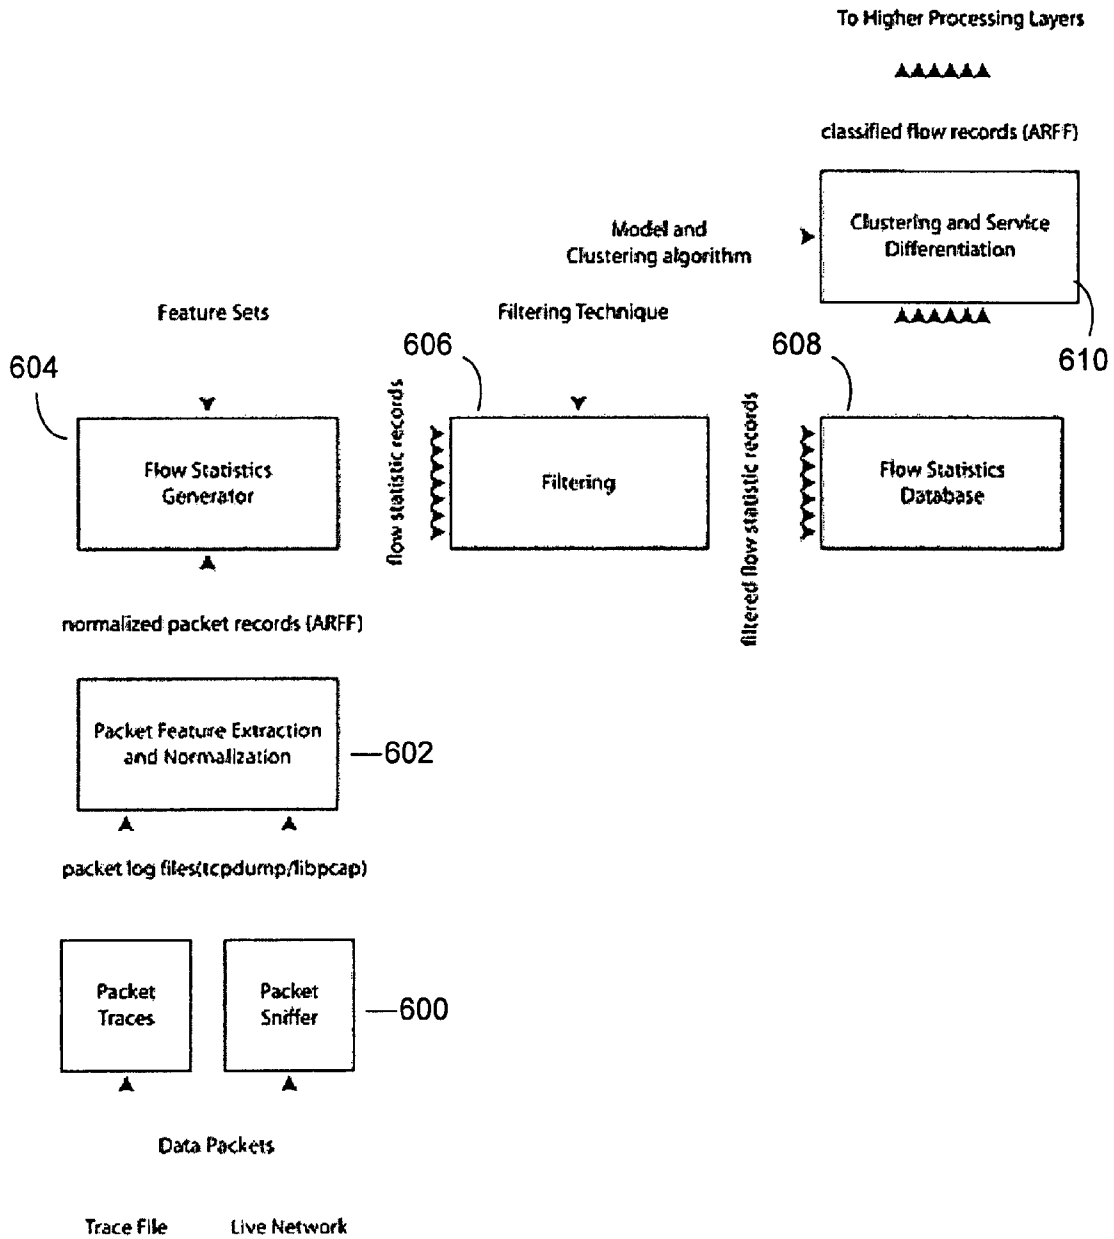 To Higher Processing Layers
classified flow records (ARFF)
Model and
Clustering algorithm
Clustering and Service
Differentiation
610
Feature Sets
Filtering Technique
604
606
608
flow statistic records
filtered flow statistic records
Flow Statistics
Generator
Filtering
Flow Statistics
Database
normalized packet records (ARFF)
Packet Feature Extraction
and Normalization
602
packet log files(tcpdump/libpcap)
Packet
Traces
Packet
Sniffer
600
Data Packets
Trace File
Live Network